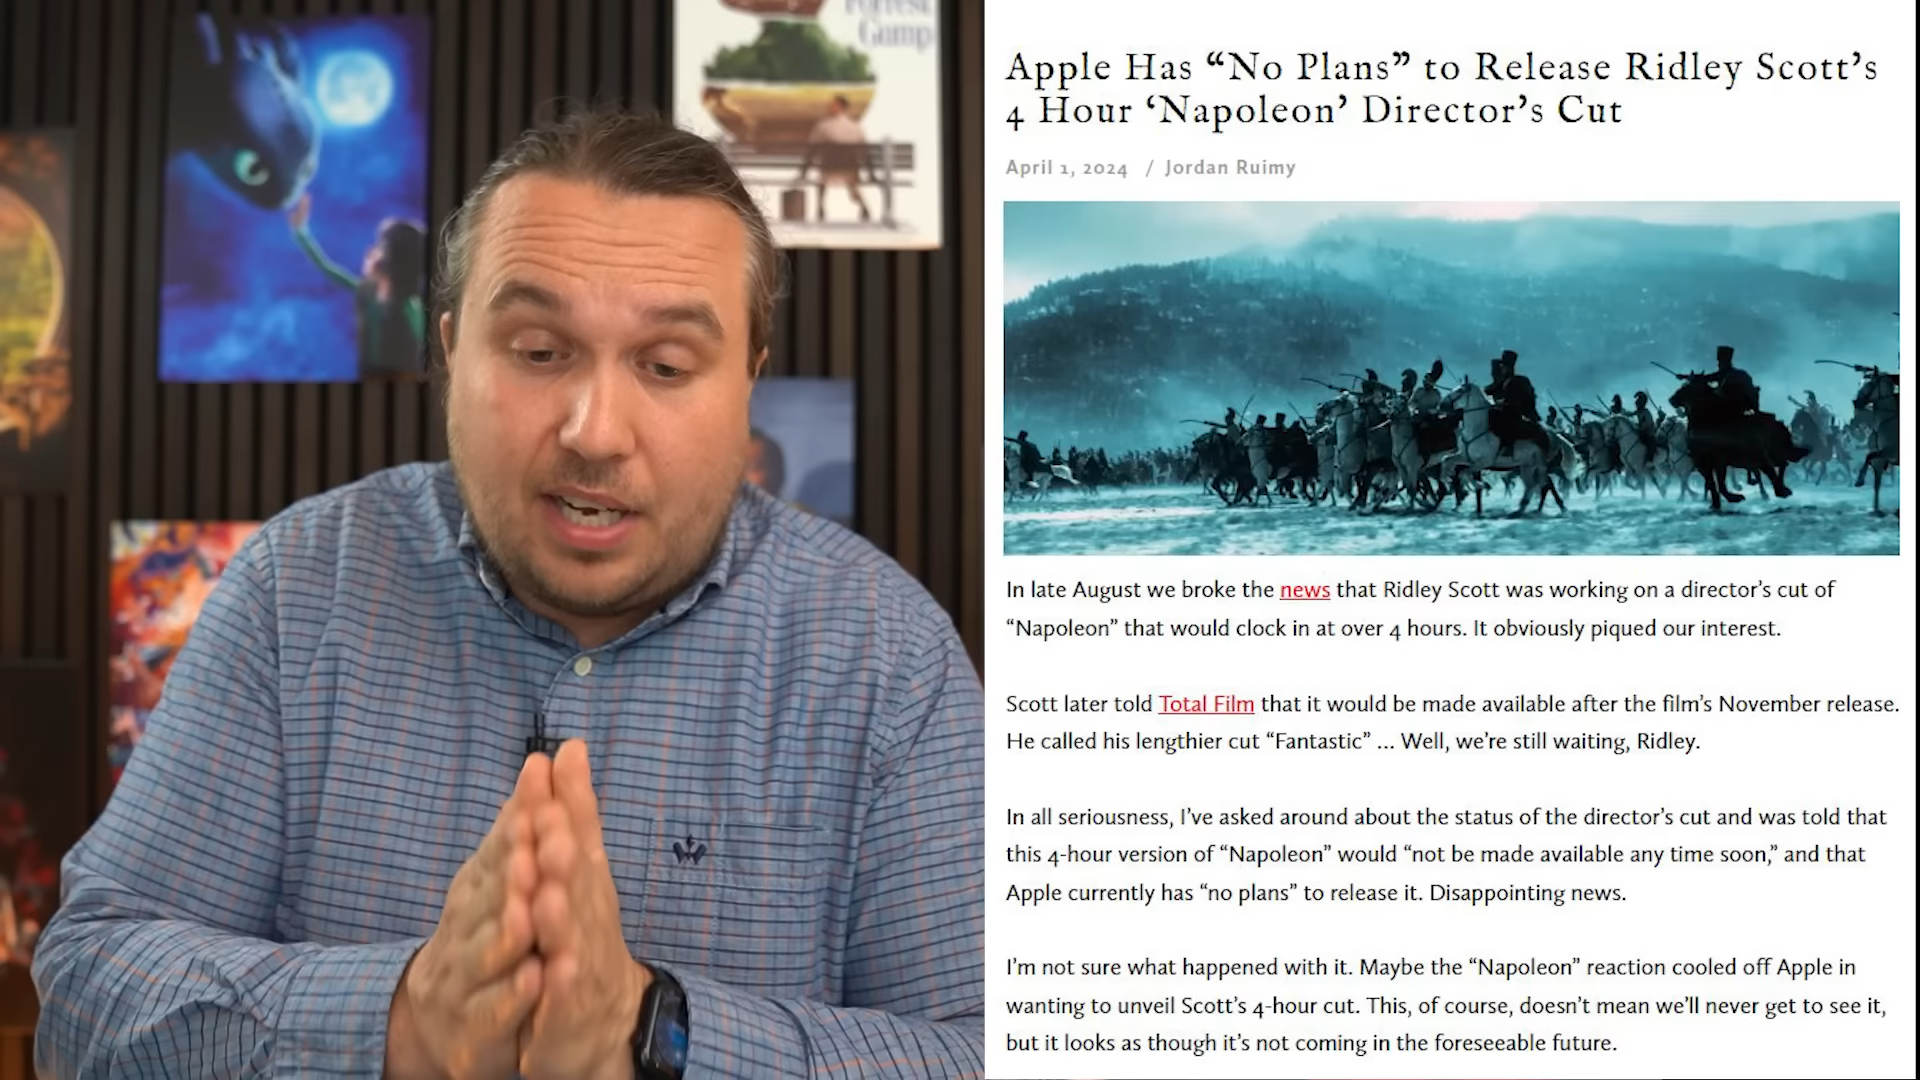 Forrest
Gump
Apple Has “No Plans” to Release Ridley Scott’s
4 Hour ‘Napoleon’ Director’s Cut
April 1, 2024 / Jordan Ruimy
In late August we broke the news that Ridley Scott was working on a director’s cut of
“Napoleon” that would clock in at over 4 hours. It obviously piqued our interest.
Scott later told Total Film that it would be made available after the film’s November release.
He called his lengthier cut “Fantastic” … Well, we’re still waiting, Ridley.
In all seriousness, I’ve asked around about the status of the director’s cut and was told that
this 4-hour version of “Napoleon” would “not be made available any time soon,” and that
Apple currently has “no plans” to release it. Disappointing news.
I’m not sure what happened with it. Maybe the “Napoleon” reaction cooled off Apple in
wanting to unveil Scott’s 4-hour cut. This, of course, doesn’t mean we’ll never get to see it,
but it looks as though it’s not coming in the foreseeable future.